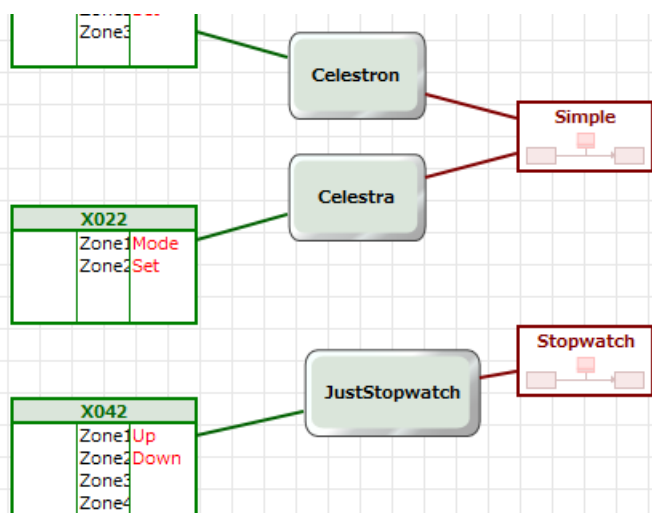 Zone3
Celestron
Simple
Celestra
X022
Zone1 Mode
Zone2 Set
Stopwatch
JustStopwatch
X042
Zone1 Up
Zone2 Down
Zone3
Zone4